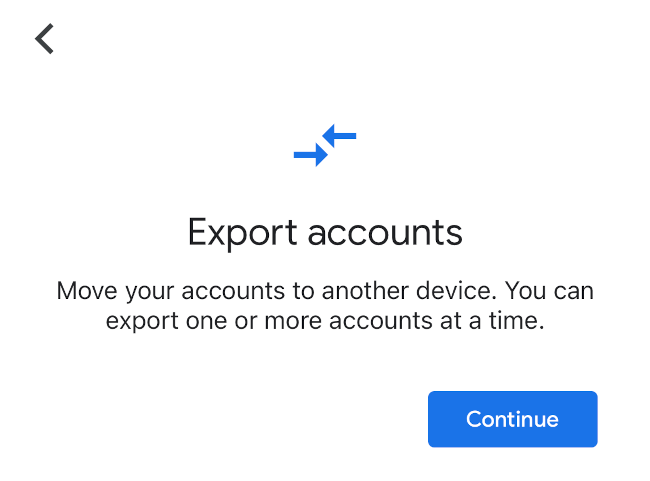 Export accounts
Move your accounts to another device. You can
export one or more accounts at a time.
Continue